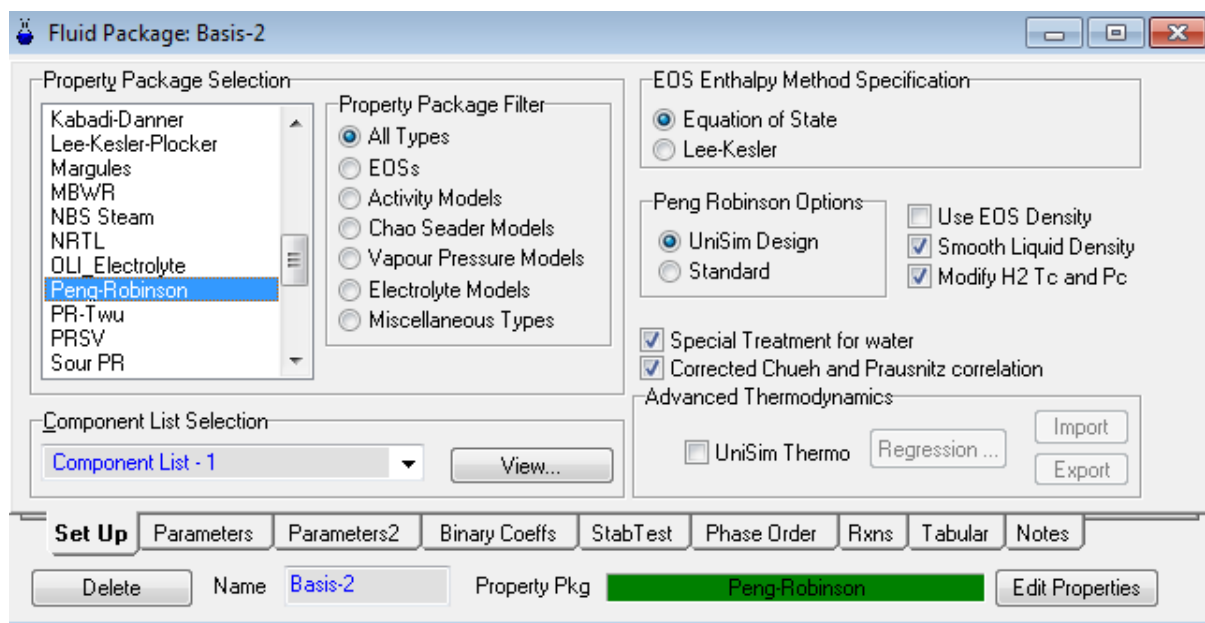 Fluid Package: Basis-2
Property Package Selection
Kabadi-Danner
Lee-Kesler-Plocker
Margules
MBWR
NBS Steam
NRTL
OLI_Electrolyte
Peng-Robinson
PR-Twu
PRSV
Sour PR
Property Package Filter
All Types
EOSs
Activity Models
Chao Seader Models
Vapour Pressure Models
Electrolyte Models
Miscellaneous Types
Component List Selection
Component List - 1
View...
EOS Enthalpy Method Specification
Equation of State
Lee-Kesler
Peng Robinson Options
UniSim Design
Standard
Use EOS Density
Smooth Liquid Density
Modify H2 Tc and Pc
Special Treatment for water
Corrected Chueh and Prausnitz correlation
Advanced Thermodynamics
UniSim Thermo
Regression ...
Import
Export
Set Up Parameters Parameters2 Binary Coeffs StabTest Phase Order Rxns Tabular Notes
Delete Name Basis-2 Property Pkg Peng-Robinson Edit Properties